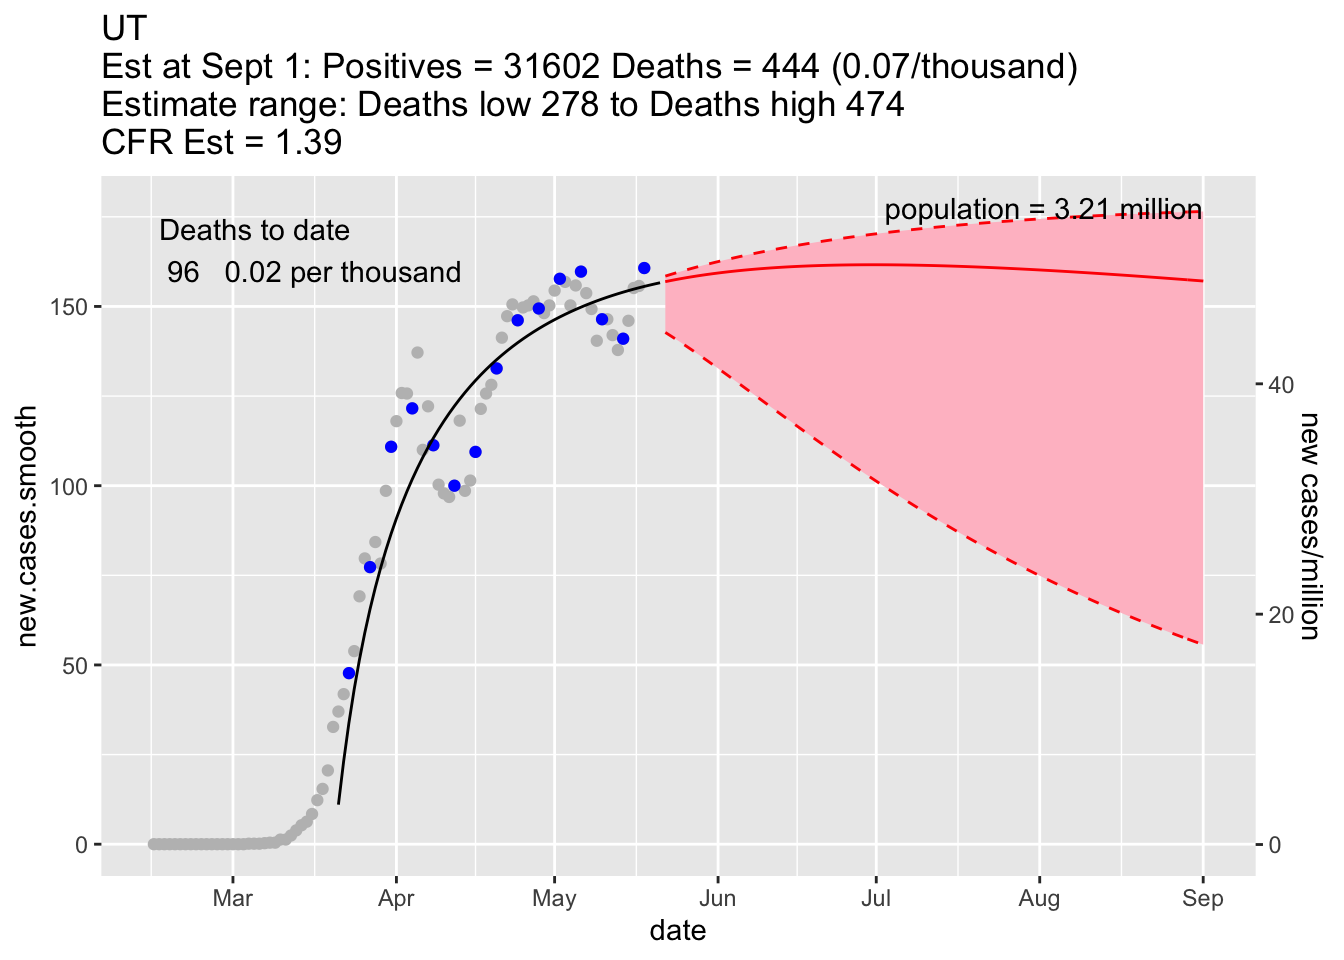 UT
Est at Sept 1: Positives = 31602 Deaths = 444 (0.07/thousand)
Estimate range: Deaths low 278 to Deaths high 474
CFR Est = 1.39
population = 3.21 million
Deaths to date
96 0.02 per thousand
150
100
50
0
new.cases.smooth
40
20
0
new cases/million
Mar Apr May Jun Jul Aug Sep
date